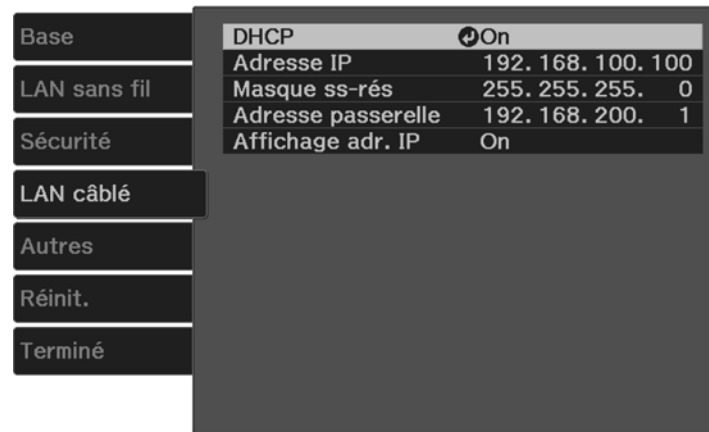 Base
LAN sans fil
Sécurité
LAN câblé
Autres
Réinit.
Terminé
DHCP On
Adresse IP 192. 168. 100. 100
Masque ss-rés 255. 255. 255. 0
Adresse passerelle 192. 168. 200. 1
Affichage adr. IP On